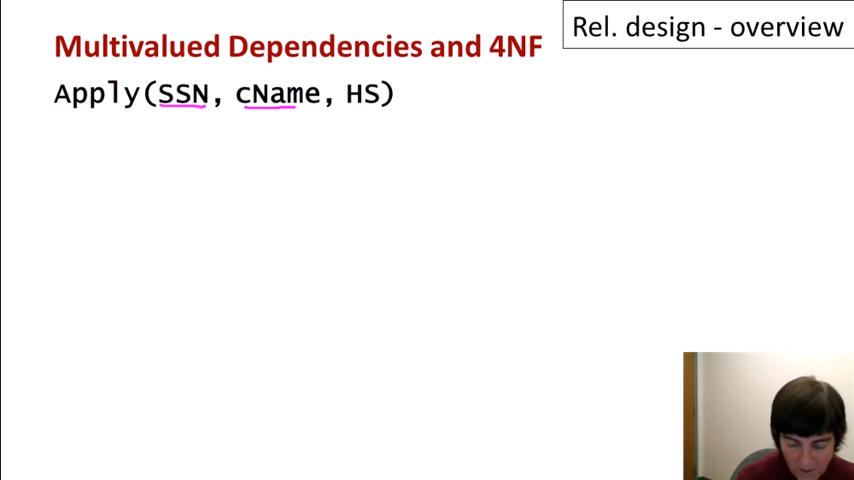 Rel. design - overview
Multivalued Dependencies and 4NF
Apply(SSN, cName, HS)